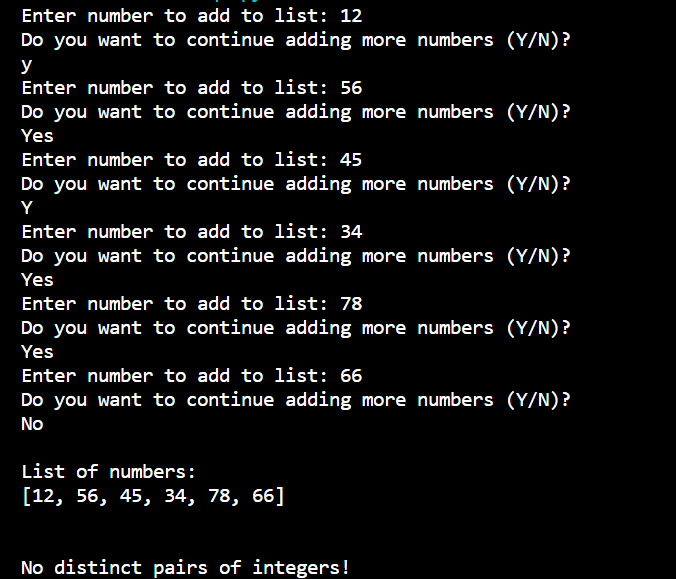 Enter number to add to list: 12
Do you want to continue adding more numbers (Y/N)?
y
Enter number to add to list: 56
Do you want to continue adding more numbers (Y/N)?
Yes
Enter number to add to list: 45
Do you want to continue adding more numbers (Y/N)?
Y
Enter number to add to list: 34
Do you want to continue adding more numbers (Y/N)?
Yes
Enter number to add to list: 78
Do you want to continue adding more numbers (Y/N)?
Yes
Enter number to add to list: 66
Do you want to continue adding more numbers (Y/N)?
No
List of numbers:
[12, 56, 45, 34, 78, 66]
No distinct pairs of integers!